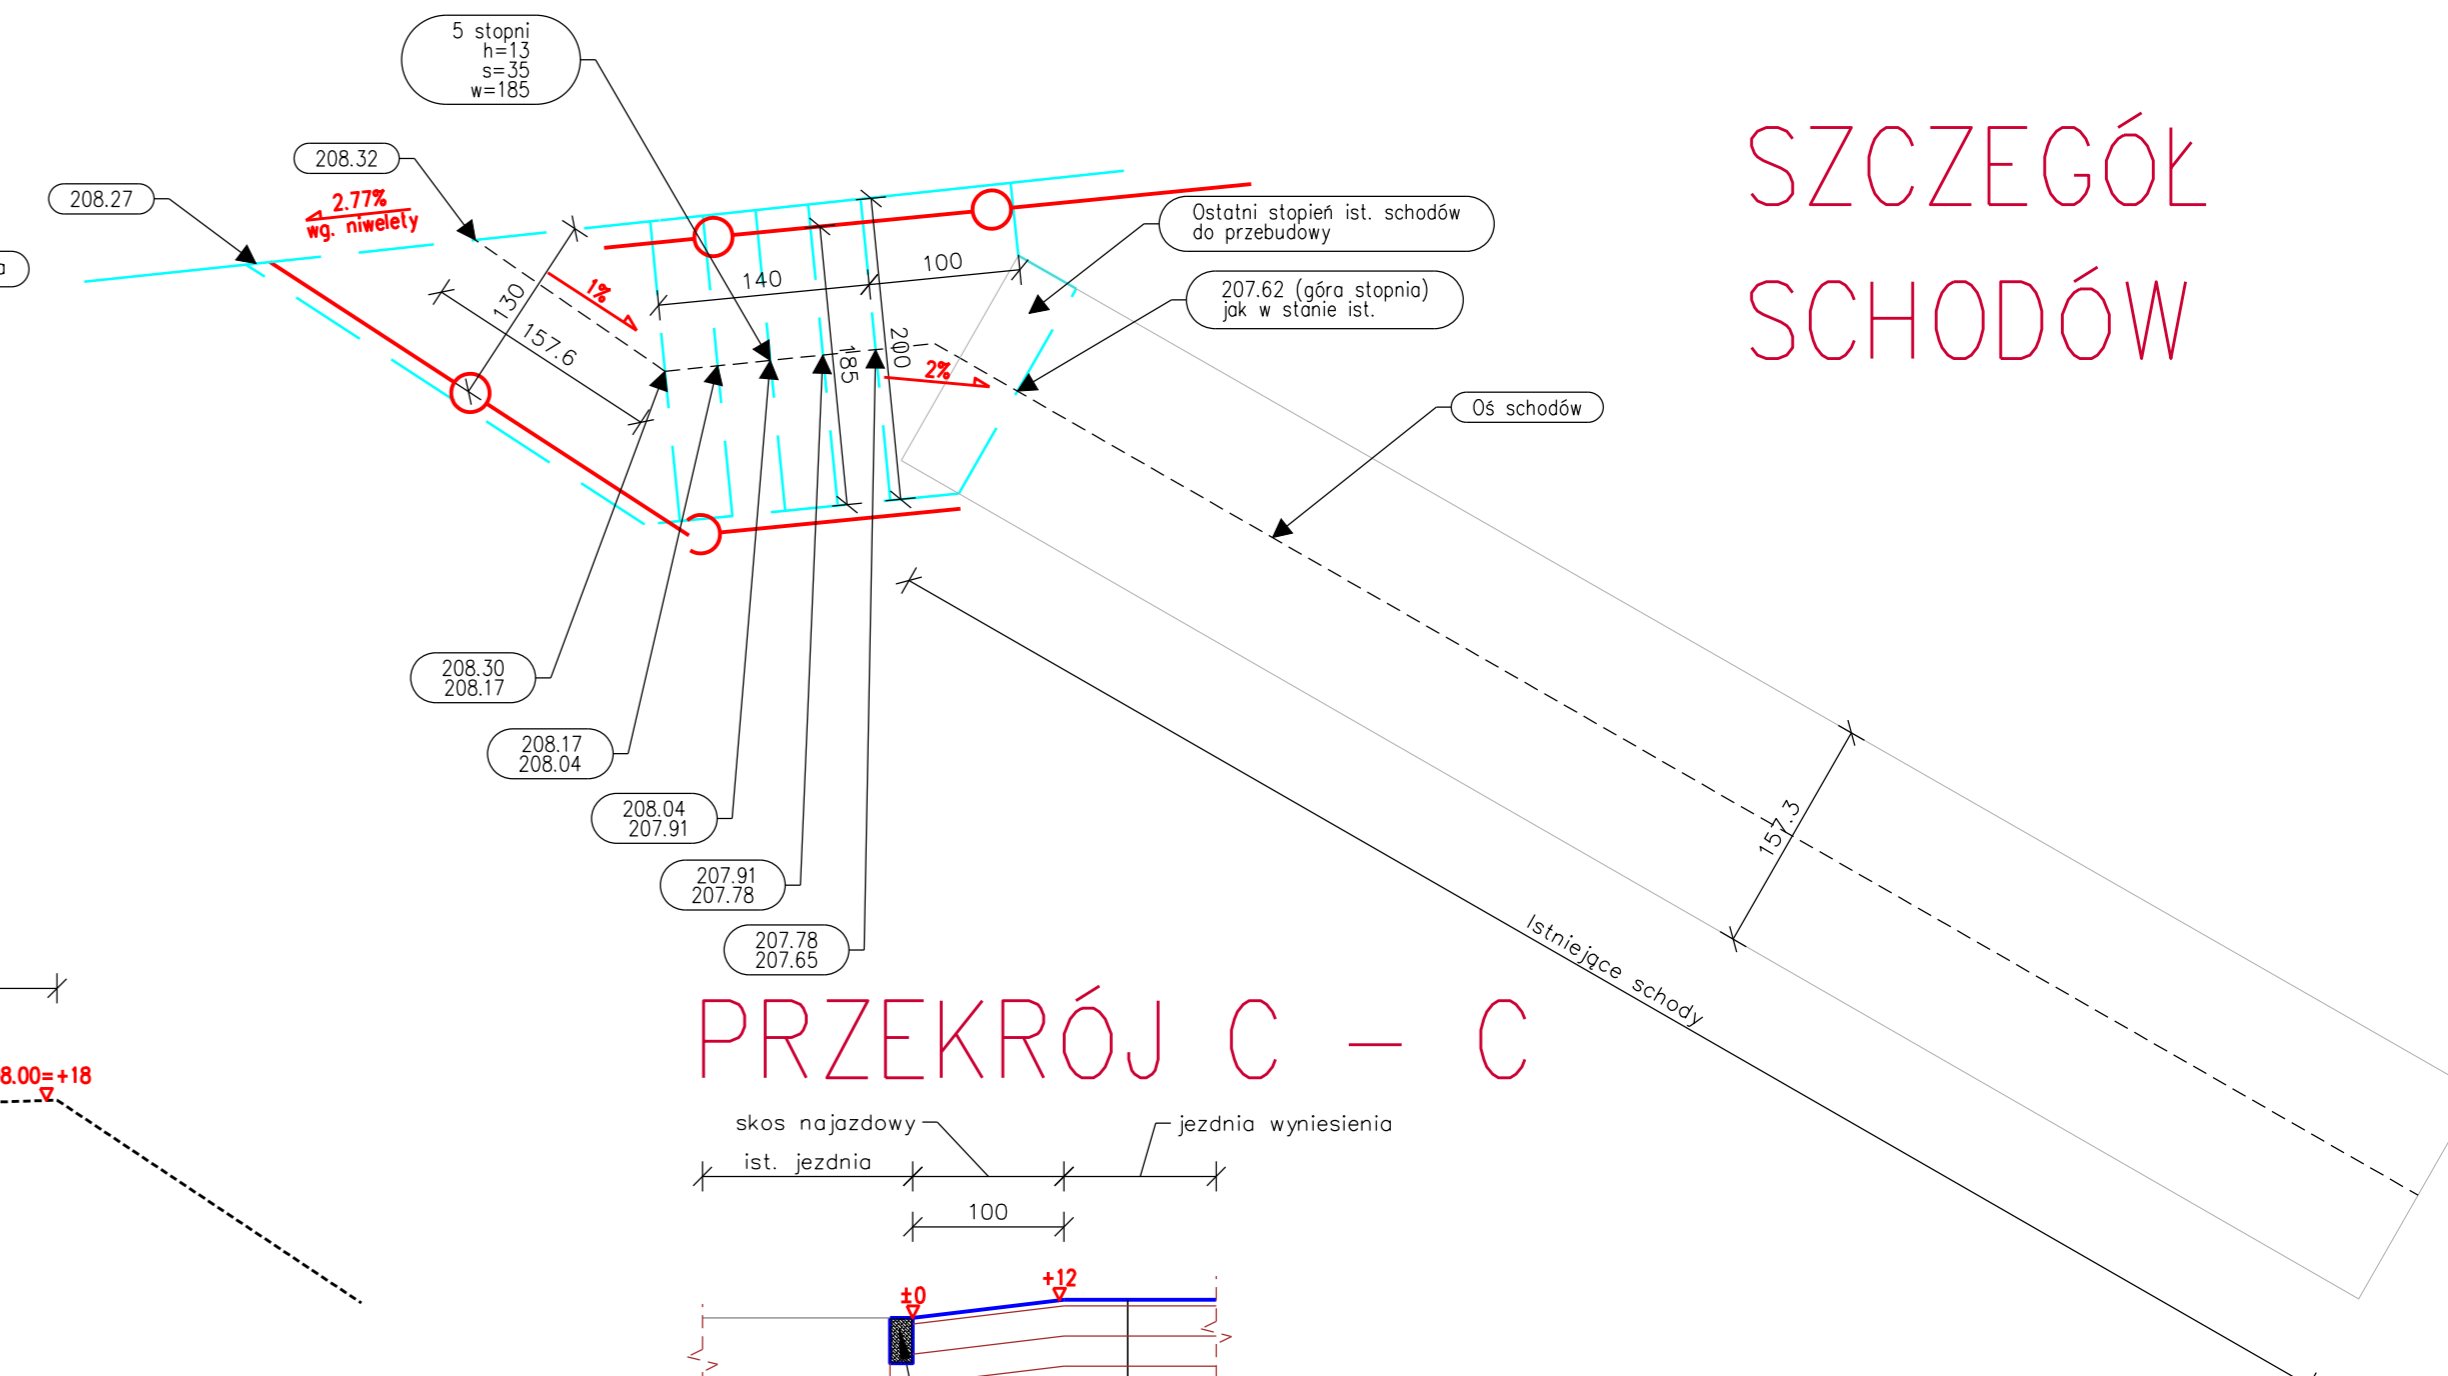 5 stopni
h=13
s=35
w=185
208.32
208.27
2.77%
wg. niwelety
a
SZCZEGÓŁ
SCHODÓW
Ostatni stopień ist. schodów
do przebudowy
207.62 (góra stopnia)
jak w stanie ist.
Oś schodów
130
1%
157.6
140
100
200
185
2%
208.30
208.17
208.17
208.04
208.04
207.91
207.91
207.78
207.78
207.65
157.3
Istniejące schody
8.00=+18
PRZEKRÓJ C – C
skos najazdowy
jezdnia wyniesienia
ist. jezdnia
100
±0
+12